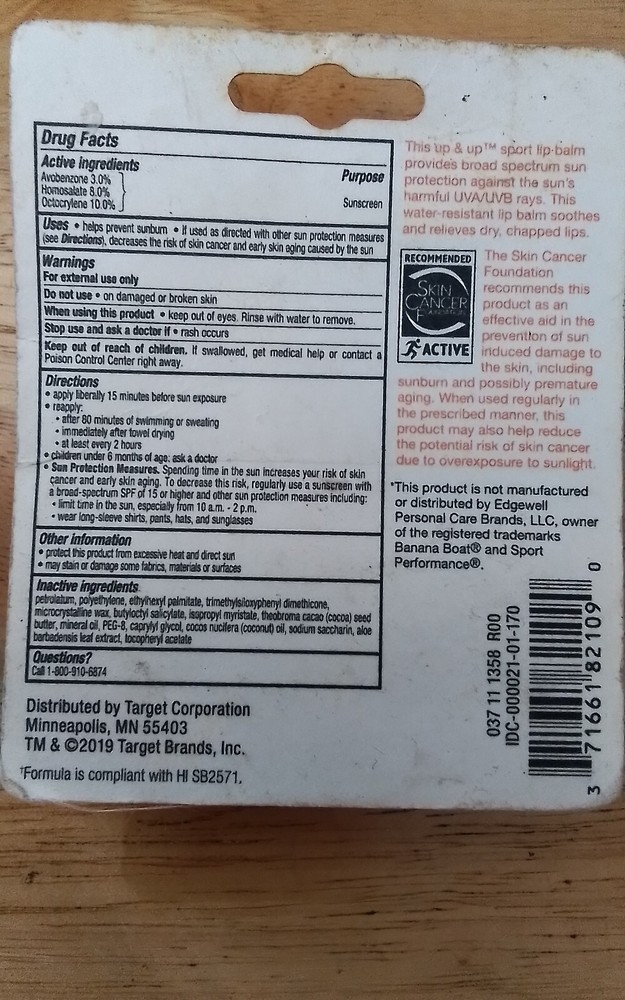 Drug Facts
Active ingredients
Purpose
Avobenzone 3.0%
Homosalate 8.0%
Octocrylene 10.0%
Sunscreen
Uses • helps prevent sunburn • If used as directed with other sun protection measures
(see Directions), decreases the risk of skin cancer and early skin aging caused by the sun
Warnings
For external use only
Do not use • on damaged or broken skin
When using this product • keep out of eyes. Rinse with water to remove.
Stop use and ask a doctor if • rash occurs
Keep out of reach of children. If swallowed, get medical help or contact a
Poison Control Center right away.
Directions
• apply liberally 15 minutes before sun exposure
• reapply:
• after 80 minutes of swimming or sweating
• immediately after towel drying
• at least every 2 hours
• children under 6 months of age: ask a doctor
• Sun Protection Measures. Spending time in the sun increases your risk of skin
cancer and early skin aging. To decrease this risk, regularly use a sunscreen with
a broad-spectrum SPF of 15 or higher and other sun protection measures including:
• limit time in the sun, especially from 10 a.m. - 2 p.m.
• wear long-sleeve shirts, pants, hats, and sunglasses
Other information
• protect this product from excessive heat and direct sun
• may stain or damage some fabrics, materials or surfaces
Inactive ingredients
petrolatum, polyethylene, ethylhexyl palmitate, trimethylsiloxyphenyl dimethicone,
microcrystalline wax, butyloctyl salicylate, isopropyl myristate, theobroma cacao (cocoa) seed
butter, mineral oil, PEG-8, caprylyl glycol, cocos nucifera (coconut) oil, sodium saccharin, aloe
barbadensis leaf extract, tocopheryl acetate
Questions?
Call 1-800-910-6874
Distributed by Target Corporation
Minneapolis, MN 55403
TM & ©2019 Target Brands, Inc.
†Formula is compliant with HI SB2571.
This up & up™ sport lip balm
provides broad spectrum sun
protection against the sun's
harmful UVA/UVB rays. This
water-resistant lip balm soothes
and relieves dry, chapped lips.
RECOMMENDED
SKIN
CANCER
FOUNDATION
ACTIVE
The Skin Cancer
Foundation
recommends this
product as an
effective aid in the
prevention of sun
induced damage to
the skin, including
sunburn and possibly premature
aging. When used regularly in
the prescribed manner, this
product may also help reduce
the potential risk of skin cancer
due to overexposure to sunlight.
*This product is not manufactured
or distributed by Edgewell
Personal Care Brands, LLC, owner
of the registered trademarks
Banana Boat® and Sport
Performance®.
037 11 1358 R00
IDC-000021-01-170
3 71661 82109 0